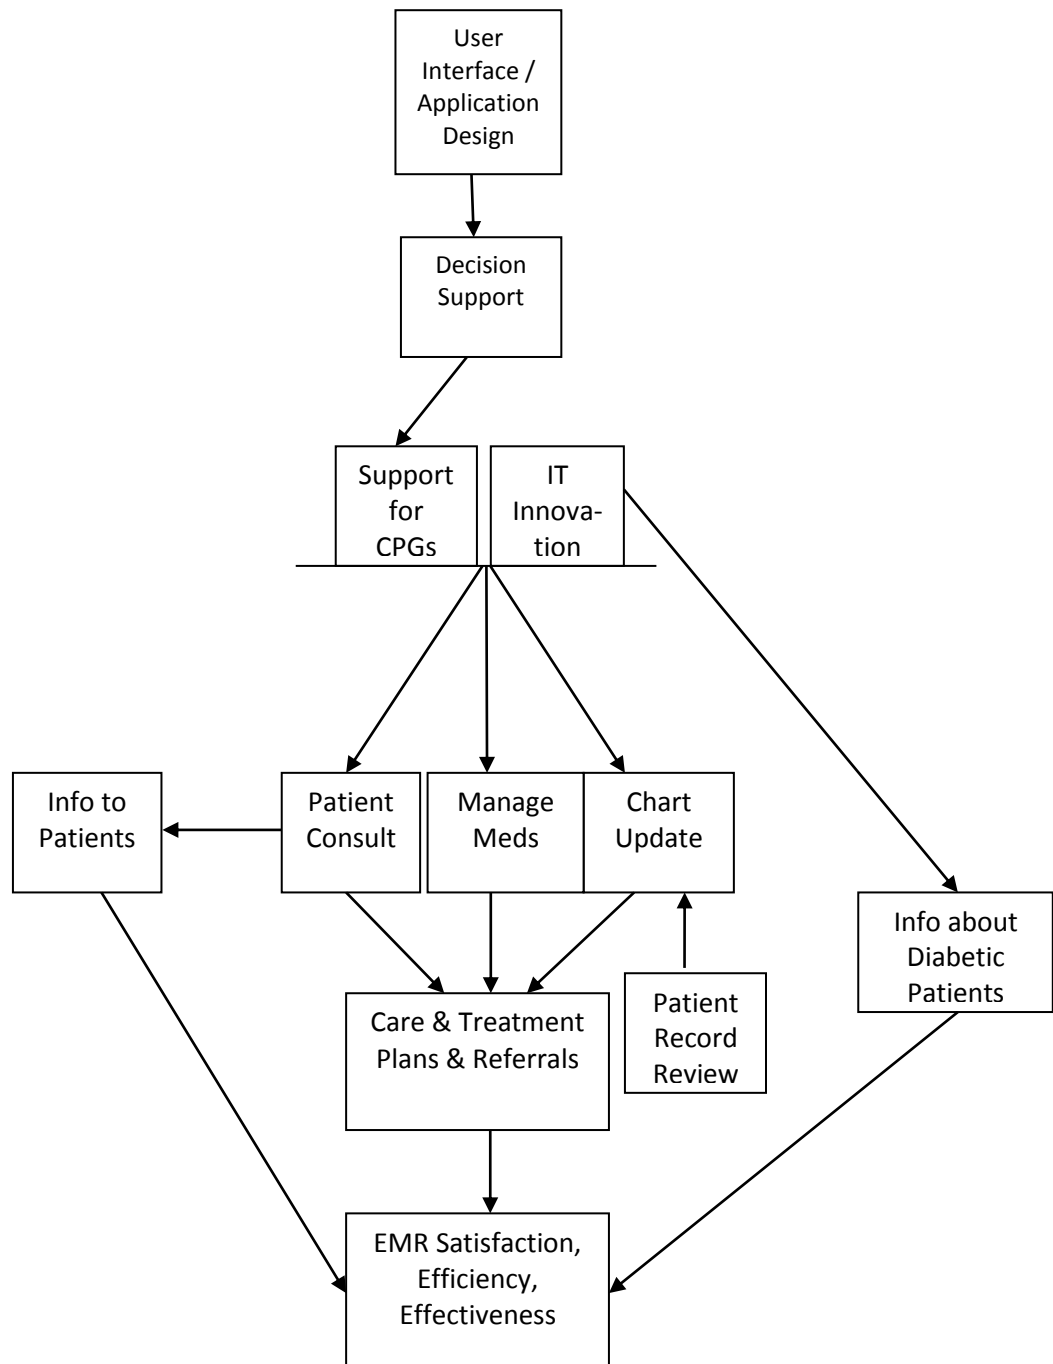 User
Interface /
Application
Design
Decision
Support
Support
for
CPGs
IT
Innova-
tion
Info to
Patients
Patient
Consult
Manage
Meds
Chart
Update
Info about
Diabetic
Patients
Care & Treatment
Plans & Referrals
Patient
Record
Review
EMR Satisfaction,
Efficiency,
Effectiveness